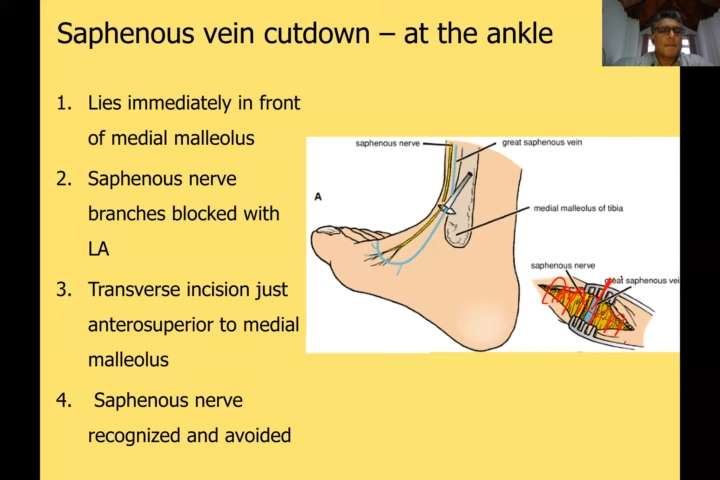 Saphenous vein cutdown – at the ankle
1. Lies immediately in front
of medial malleolus
2. Saphenous nerve
branches blocked with
LA
3. Transverse incision just
anterosuperior to medial
malleolus
4. Saphenous nerve
recognized and avoided
saphenous nerve
great saphenous vein
A
medial malleolus of tibia
saphenous nerve
great saphenous vei